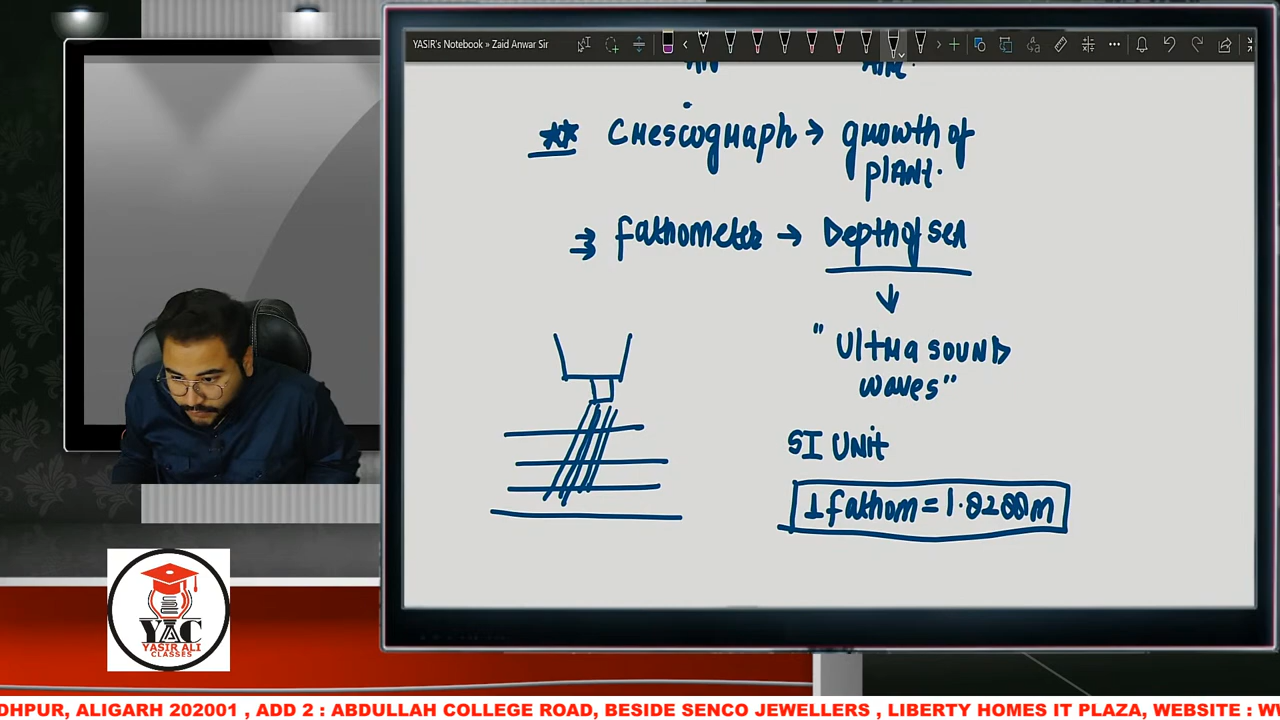 YASIR's Notebook » Zaid Anwar Sir
** Crescograph → growth of
plant.
⇒ fathometer → Depth of sea
↓
"Ultra sound
waves"
SI Unit
1 fathom = 1.8288m
YAC
YASIR ALI
CLASSES
DHPUR, ALIGARH 202001 , ADD 2 : ABDULLAH COLLEGE ROAD, BESIDE SENCO JEWELLERS , LIBERTY HOMES IT PLAZA, WEBSITE : W